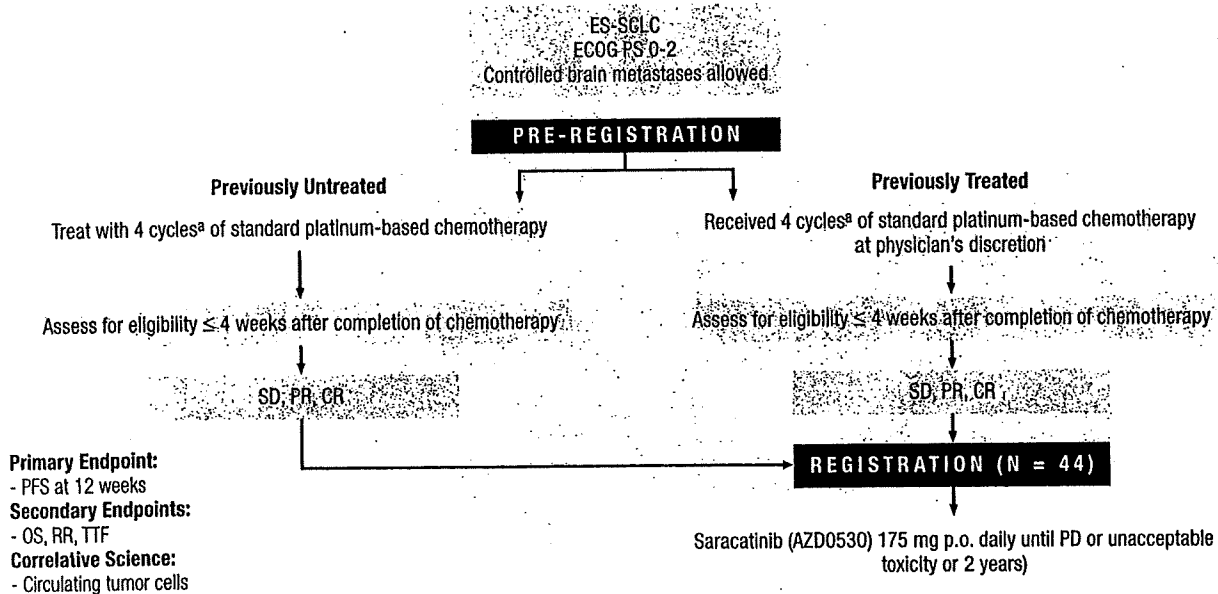 ES-SCLC
ECOG PS 0-2
Controlled brain metastases allowed
PRE-REGISTRATION
Previously Untreated
Treat with 4 cyclesᵃ of standard platinum-based chemotherapy
Assess for eligibility ≤ 4 weeks after completion of chemotherapy
SD, PR, CR
Previously Treated
Received 4 cyclesᵃ of standard platinum-based chemotherapy
at physician's discretion
Assess for eligibility ≤ 4 weeks after completion of chemotherapy
SD, PR, CR
REGISTRATION (N = 44)
Saracatinib (AZD0530) 175 mg p.o. daily until PD or unacceptable
toxicity or 2 years)
Primary Endpoint:
- PFS at 12 weeks
Secondary Endpoints:
- OS, RR, TTF
Correlative Science:
- Circulating tumor cells